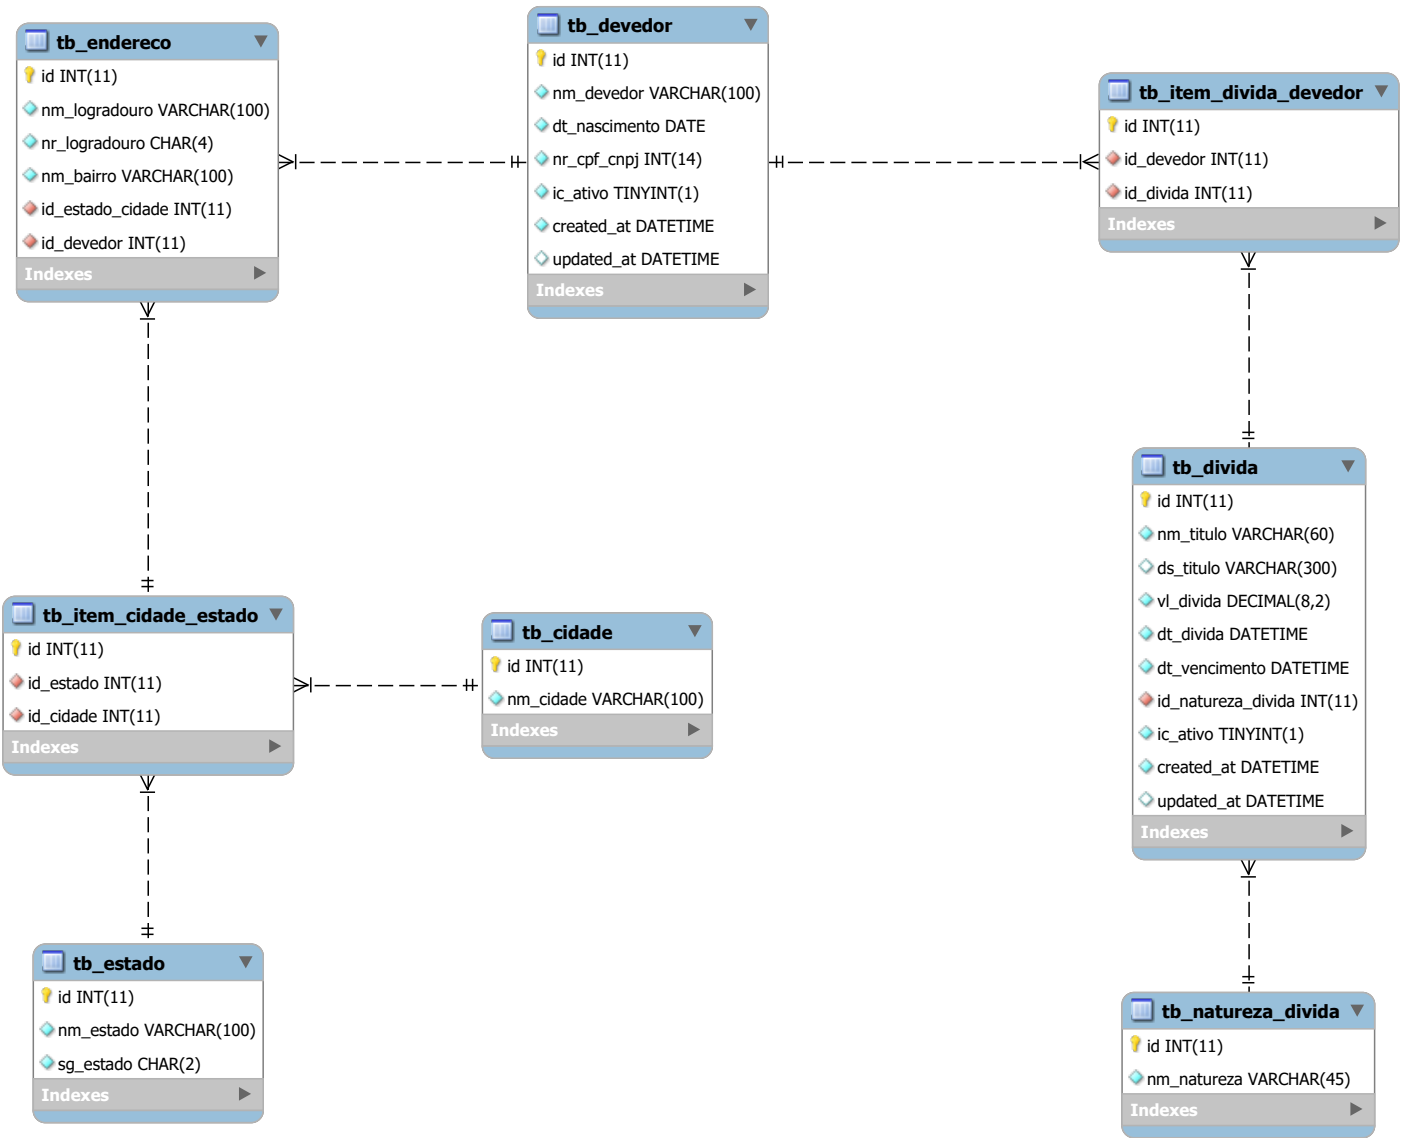 tb_endereco
id INT(11)
nm_logradouro VARCHAR(100)
nr_logradouro CHAR(4)
nm_bairro VARCHAR(100)
id_estado_cidade INT(11)
id_devedor INT(11)
Indexes
tb_devedor
id INT(11)
nm_devedor VARCHAR(100)
dt_nascimento DATE
nr_cpf_cnpj INT(14)
ic_ativo TINYINT(1)
created_at DATETIME
updated_at DATETIME
Indexes
tb_item_divida_devedor
id INT(11)
id_devedor INT(11)
id_divida INT(11)
Indexes
tb_item_cidade_estado
id INT(11)
id_estado INT(11)
id_cidade INT(11)
Indexes
tb_cidade
id INT(11)
nm_cidade VARCHAR(100)
Indexes
tb_divida
id INT(11)
nm_titulo VARCHAR(60)
ds_titulo VARCHAR(300)
vl_divida DECIMAL(8,2)
dt_divida DATETIME
dt_vencimento DATETIME
id_natureza_divida INT(11)
ic_ativo TINYINT(1)
created_at DATETIME
updated_at DATETIME
Indexes
tb_estado
id INT(11)
nm_estado VARCHAR(100)
sg_estado CHAR(2)
Indexes
tb_natureza_divida
id INT(11)
nm_natureza VARCHAR(45)
Indexes